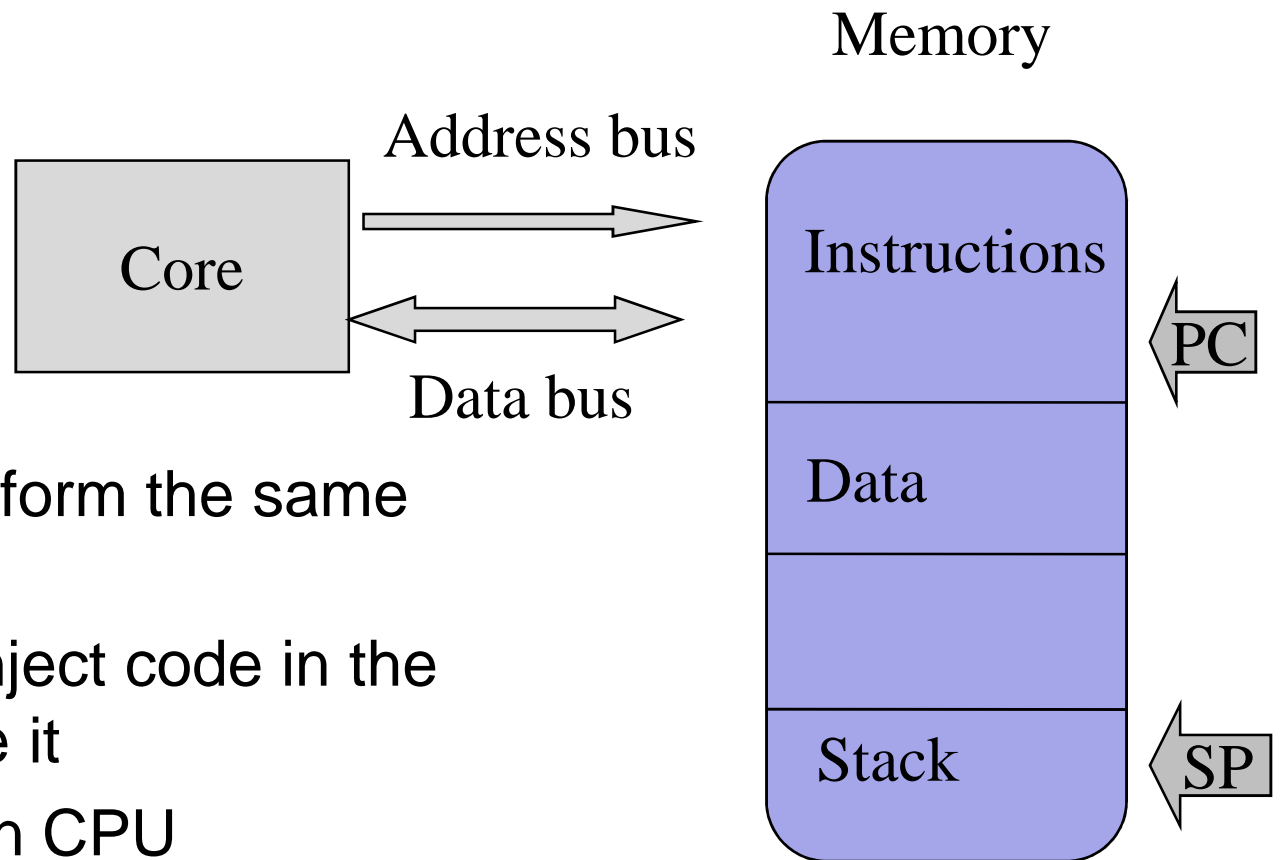 Memory
Address bus
Core
Instructions
PC
Data bus
Data
form the same
ject code in the
e it
Stack
SP
CPU